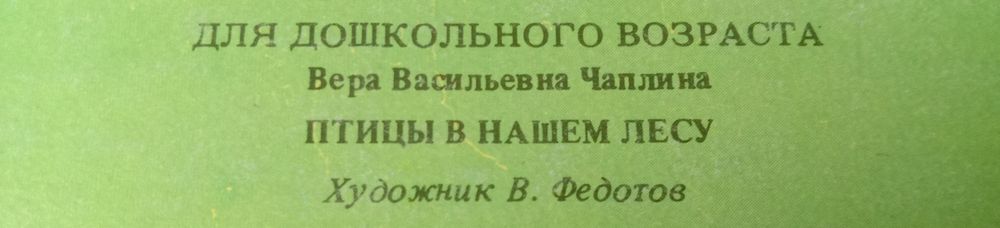 ДЛЯ ДОШКОЛЬНОГО ВОЗРАСТА
Вера Васильевна Чаплина
ПТИЦЫ В НАШЕМ ЛЕСУ
Художник В. Федотов